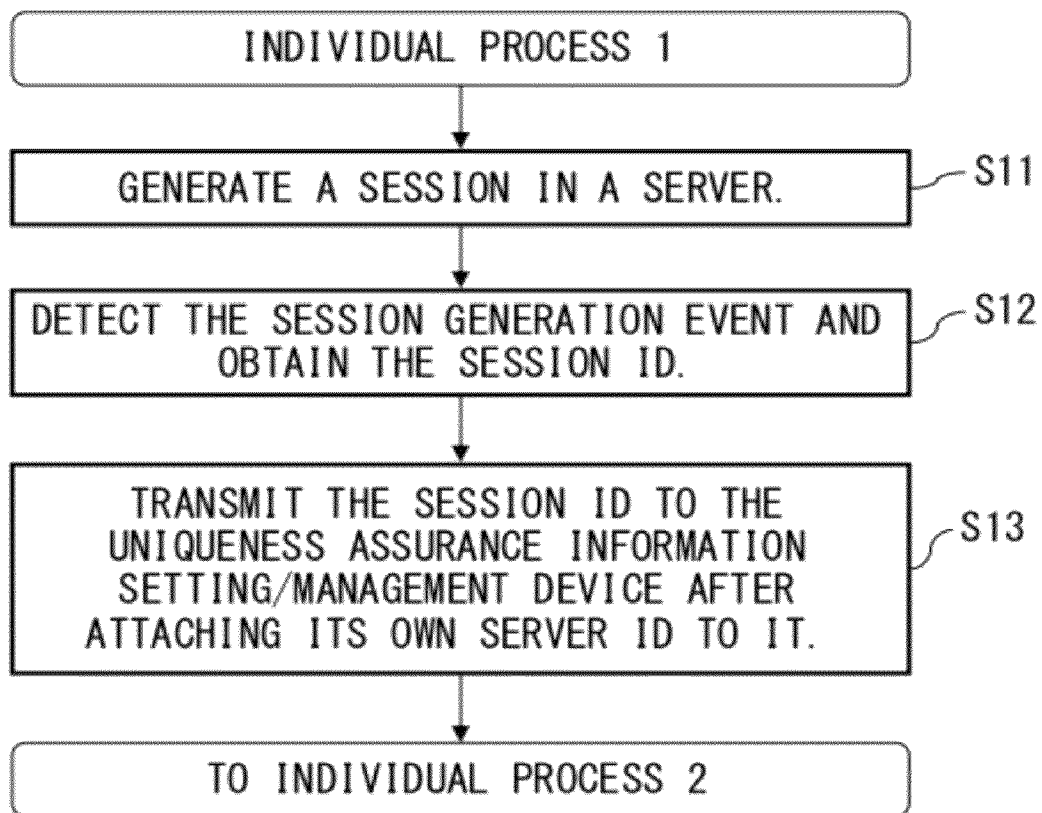 INDIVIDUAL PROCESS 1
GENERATE A SESSION IN A SERVER.
S11
DETECT THE SESSION GENERATION EVENT AND
OBTAIN THE SESSION ID.
S12
TRANSMIT THE SESSION ID TO THE
UNIQUENESS ASSURANCE INFORMATION
SETTING/MANAGEMENT DEVICE AFTER
ATTACHING ITS OWN SERVER ID TO IT.
S13
TO INDIVIDUAL PROCESS 2